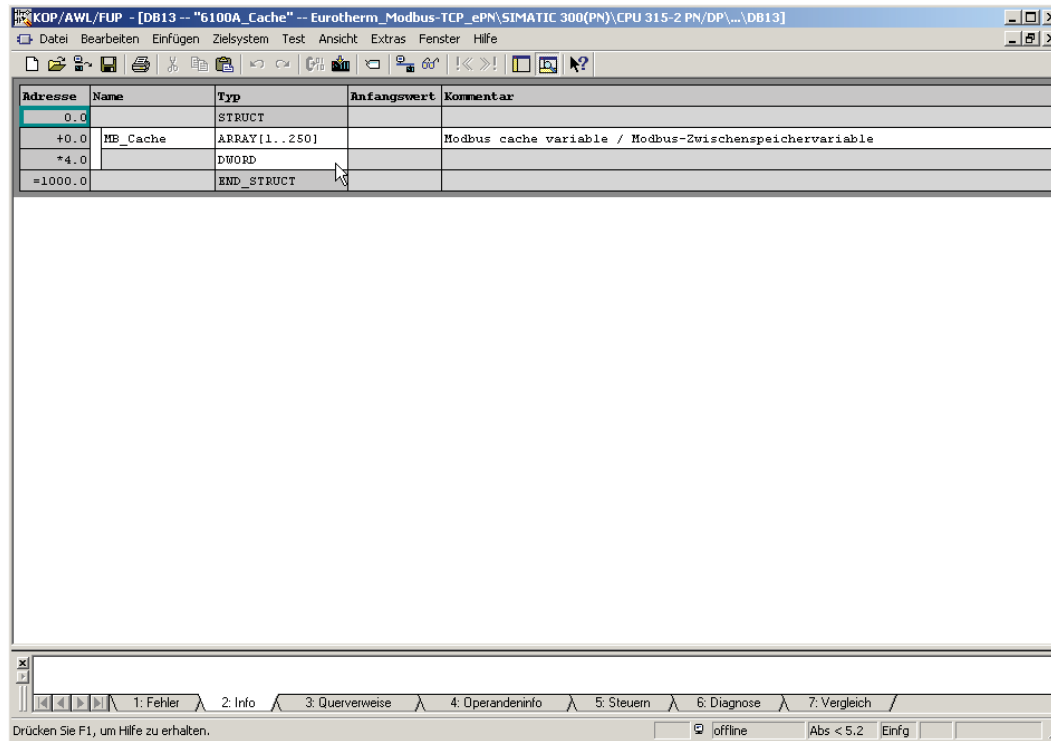 KOP/AWL/FUP - [DB13 -- "6100A_Cache" -- Eurotherm_Modbus-TCP_ePN\SIMATIC 300(PN)\CPU 315-2 PN/DP\...\DB13]
Datei Bearbeiten Einfügen Zielsystem Test Ansicht Extras Fenster Hilfe
Adresse Name Typ Anfangswert Kommentar
0.0 STRUCT
+0.0 MB_Cache ARRAY[1..250] Modbus cache variable / Modbus-Zwischenspeichervariable
*4.0 DWORD
=1000.0 END_STRUCT
1: Fehler 2: Info 3: Querverweise 4: Operandeninfo 5: Steuern 6: Diagnose 7: Vergleich
Drücken Sie F1, um Hilfe zu erhalten. offline Abs < 5.2 Einfg